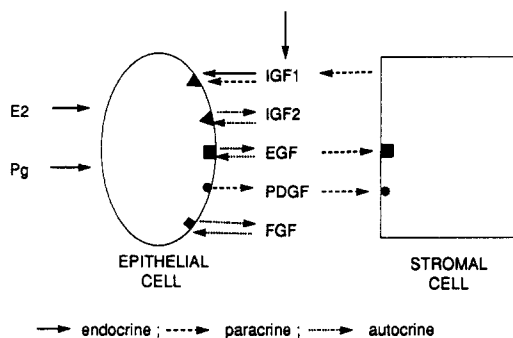 IGF1
E2
IGF2
EGF
Pg
PDGF
FGF
EPITHELIAL
CELL
STROMAL
CELL
endocrine ; paracrine ; autocrine